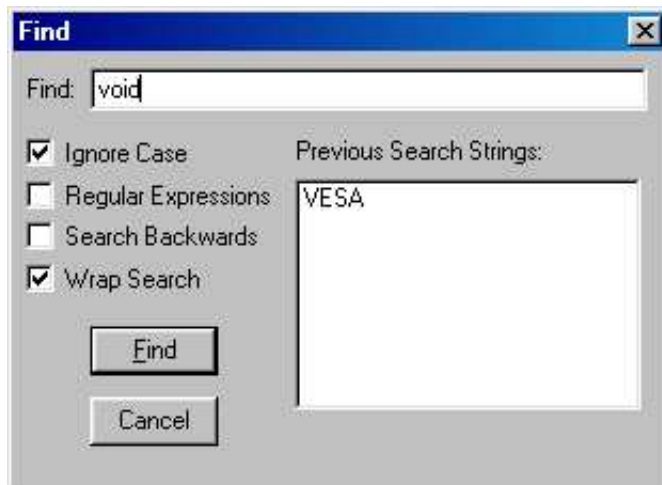 Find
Find: void
Ignore Case
Previous Search Strings:
Regular Expressions
VESA
Search Backwards
Wrap Search
Find
Cancel